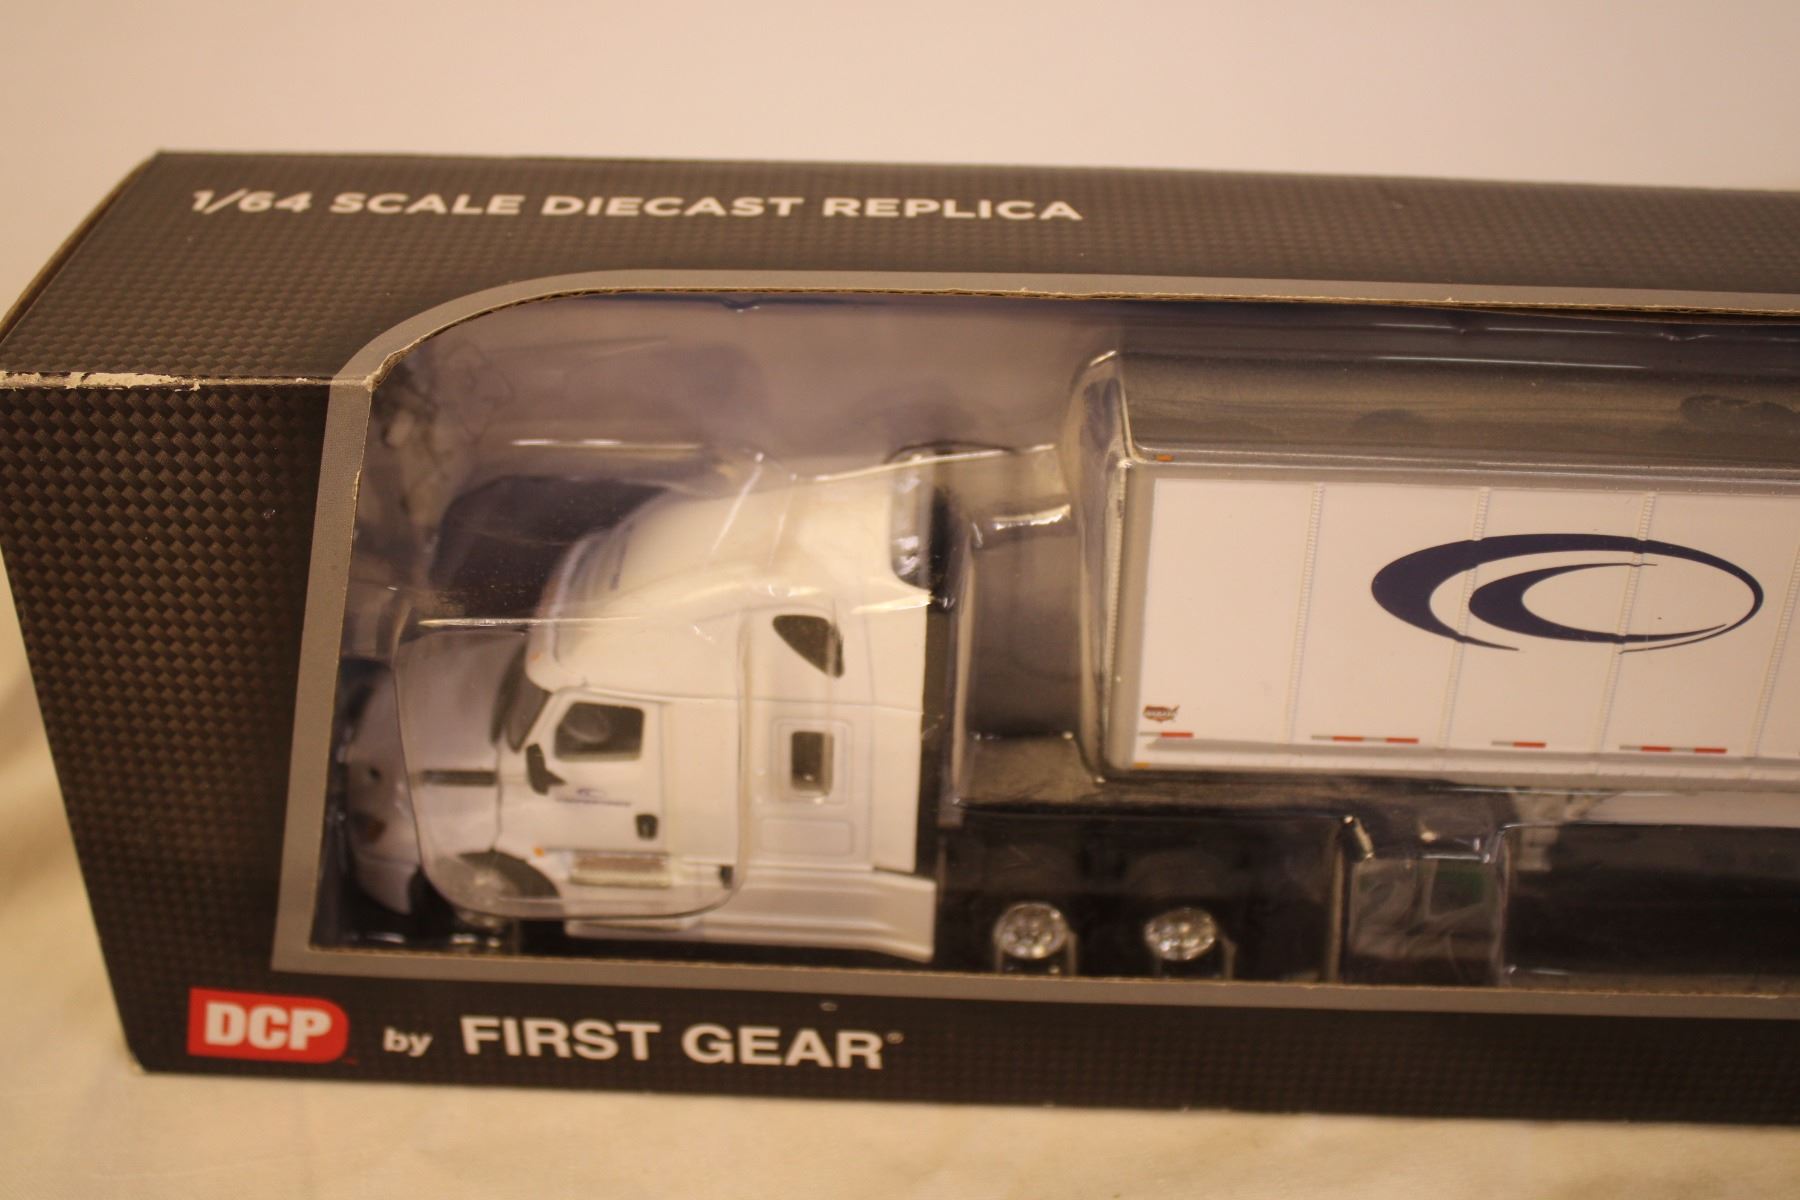 1/64 SCALE DIECAST REPLICA
DCP by FIRST GEAR